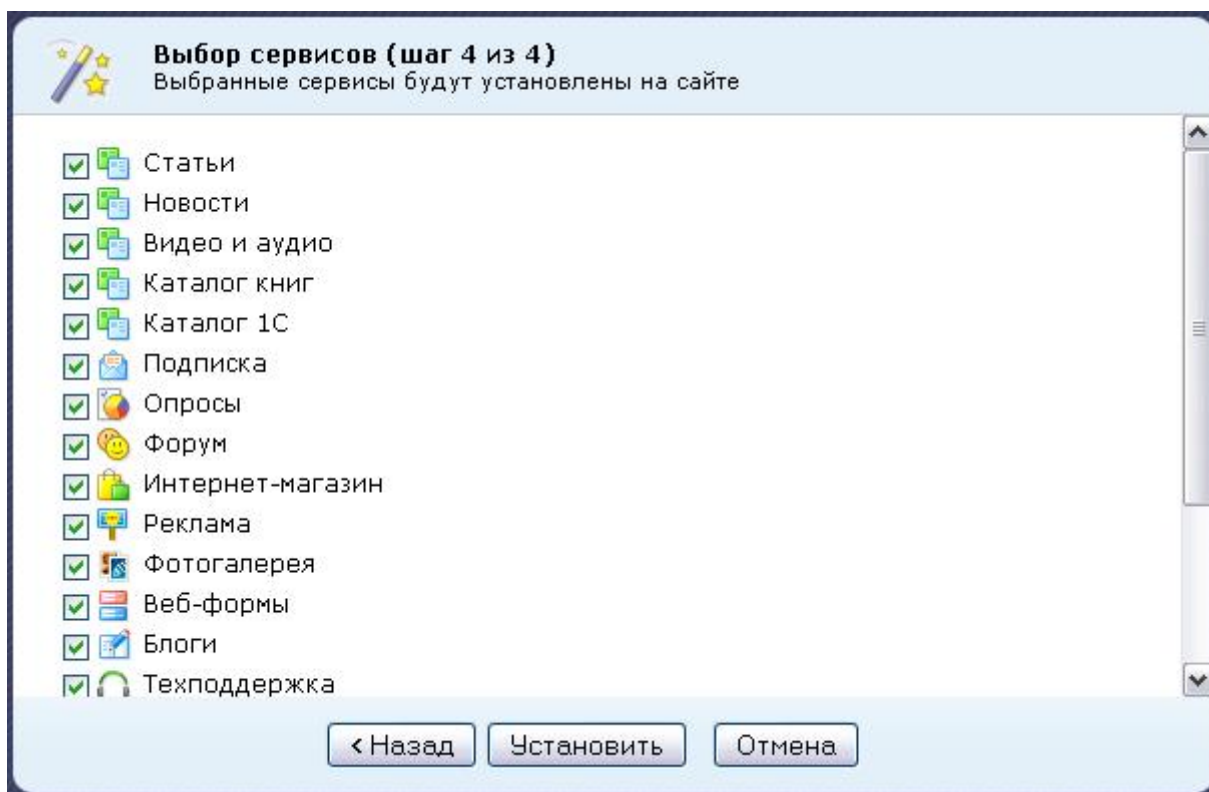 Выбор сервисов (шаг 4 из 4)
Выбранные сервисы будут установлены на сайте
Статьи
Новости
Видео и аудио
Каталог книг
Каталог 1С
Подписка
Опросы
Форум
Интернет-магазин
Реклама
Фотогалерея
Веб-формы
Блоги
Техподдержка
< Назад Установить Отмена